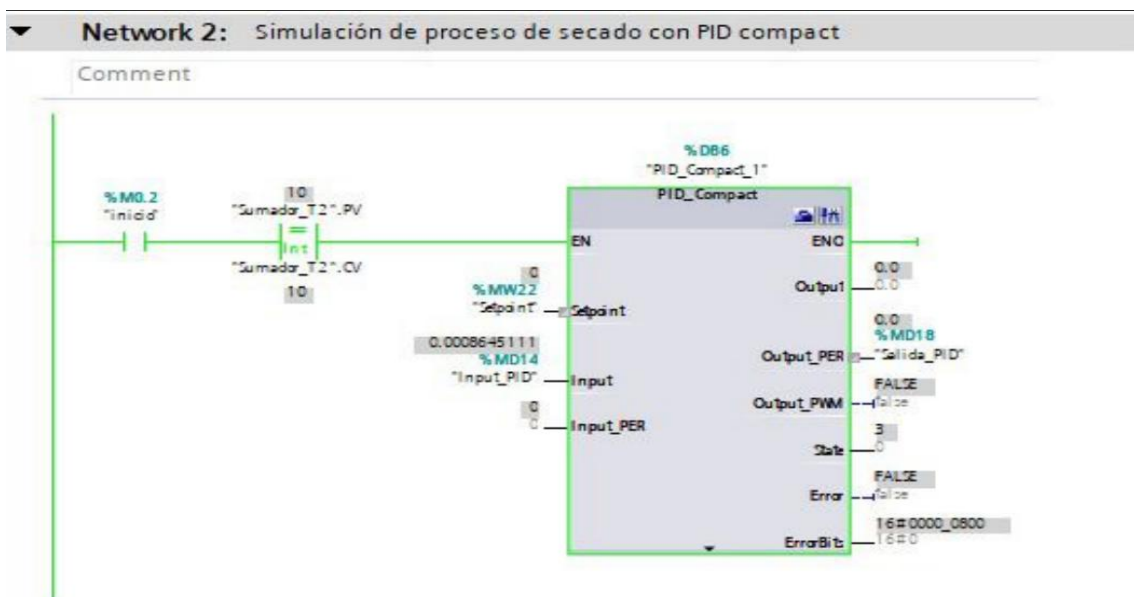 Network 2: Simulación de proceso de secado con PID compact
Comment
%DB6
"PID_Compact_1"
PID_Compact
%M0.2
"inicio"
10
"Sumador_T2".PV
==
Int
"Sumador_T2".CV
10
EN
ENO
0
%MW22
"Setpoint"
Setpoint
0.0008645111
%MD14
"Input_PID"
Input
0
0
Input_PER
0.0
Output
0.0
0.0
%MD18
Output_PER
"Salida_PID"
FALSE
Output_PWM
false
3
State
0
FALSE
Error
false
16#0000_0800
ErrorBits
16#0